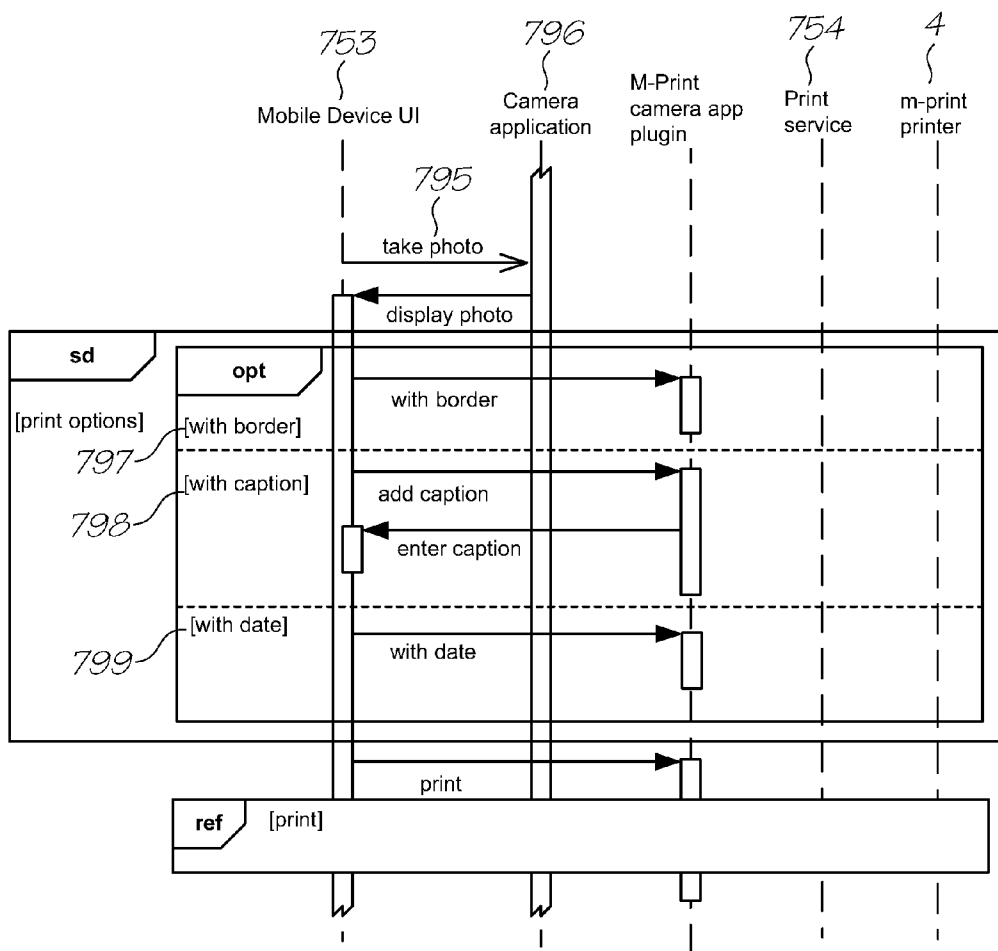 753
796
754
4
Mobile Device UI
Camera
application
M-Print
camera app
plugin
Print
service
m-print
printer
795
take photo
display photo
sd
opt
with border
[print options]
[with border]
797
[with caption]
add caption
798
enter caption
[with date]
with date
799
print
ref
[print]